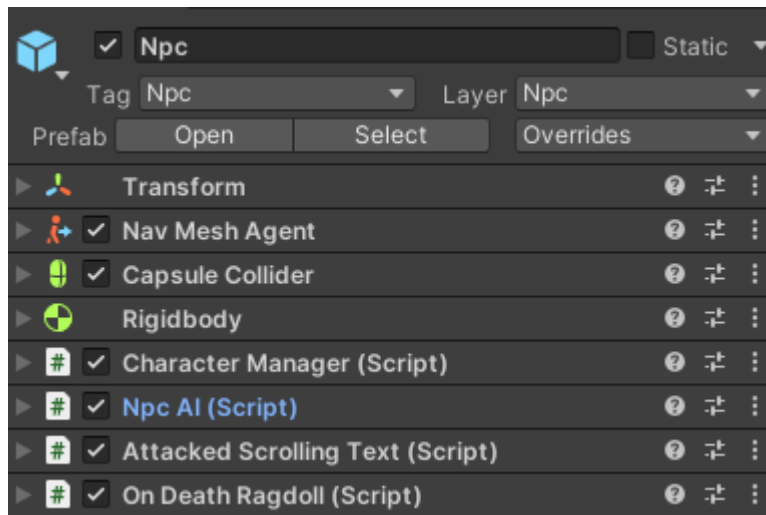 Npc Static
Tag Npc Layer Npc
Prefab Open Select Overrides
Transform
Nav Mesh Agent
Capsule Collider
Rigidbody
# Character Manager (Script)
# Npc AI (Script)
# Attacked Scrolling Text (Script)
# On Death Ragdoll (Script)